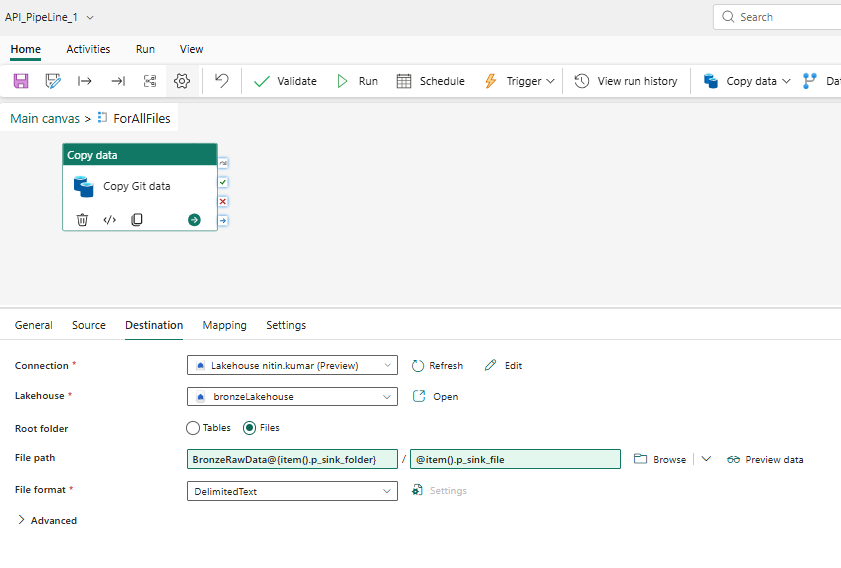 API_PipeLine_1
Search
Home Activities Run View
Validate Run Schedule Trigger View run history Copy data Dat
Main canvas > ForAllFiles
Copy data
Copy Git data
General Source Destination Mapping Settings
Connection * Lakehouse nitin.kumar (Preview) Refresh Edit
Lakehouse * bronzeLakehouse Open
Root folder Tables Files
File path BronzeRawData@{item().p_sink_folder} / @item().p_sink_file Browse Preview data
File format * DelimitedText Settings
Advanced